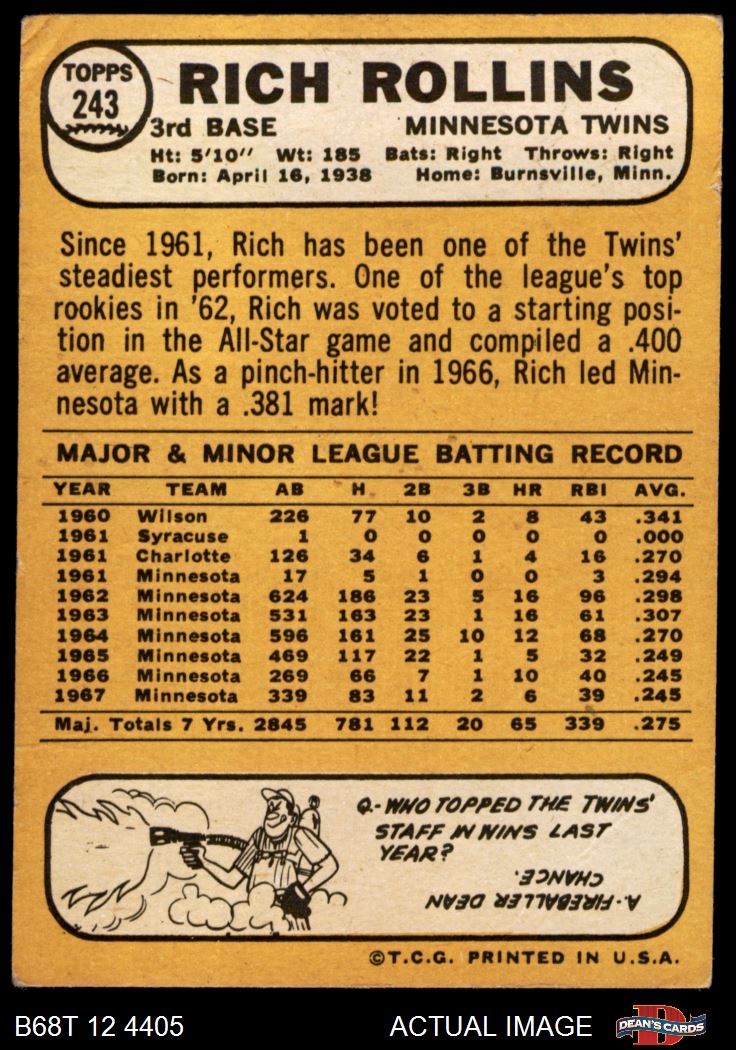 TOPPS
243
RICH ROLLINS
3rd BASE MINNESOTA TWINS
Ht: 5'10" Wt: 185 Bats: Right Throws: Right
Born: April 16, 1938 Home: Burnsville, Minn.
Since 1961, Rich has been one of the Twins'
steadiest performers. One of the league's top
rookies in '62, Rich was voted to a starting posi-
tion in the All-Star game and compiled a .400
average. As a pinch-hitter in 1966, Rich led Min-
nesota with a .381 mark!
MAJOR & MINOR LEAGUE BATTING RECORD
YEAR TEAM AB H 2B 3B HR RBI AVG.
1960 Wilson 226 77 10 2 8 43 .341
1961 Syracuse 1 0 0 0 0 0 .000
1961 Charlotte 126 34 6 1 4 16 .270
1961 Minnesota 17 5 1 0 0 3 .294
1962 Minnesota 624 186 23 5 16 96 .298
1963 Minnesota 531 163 23 1 16 61 .307
1964 Minnesota 596 161 25 10 12 68 .270
1965 Minnesota 469 117 22 1 5 32 .249
1966 Minnesota 269 66 7 1 10 40 .245
1967 Minnesota 339 83 11 2 6 39 .245
Maj. Totals 7 Yrs. 2845 781 112 20 65 339 .275
Q.- WHO TOPPED THE TWINS'
STAFF IN WINS LAST
YEAR?
A.- FIREBALLER DEAN
CHANCE.
©T.C.G. PRINTED IN U.S.A.
B68T 12 4405 ACTUAL IMAGE
D
DEAN'S CARDS